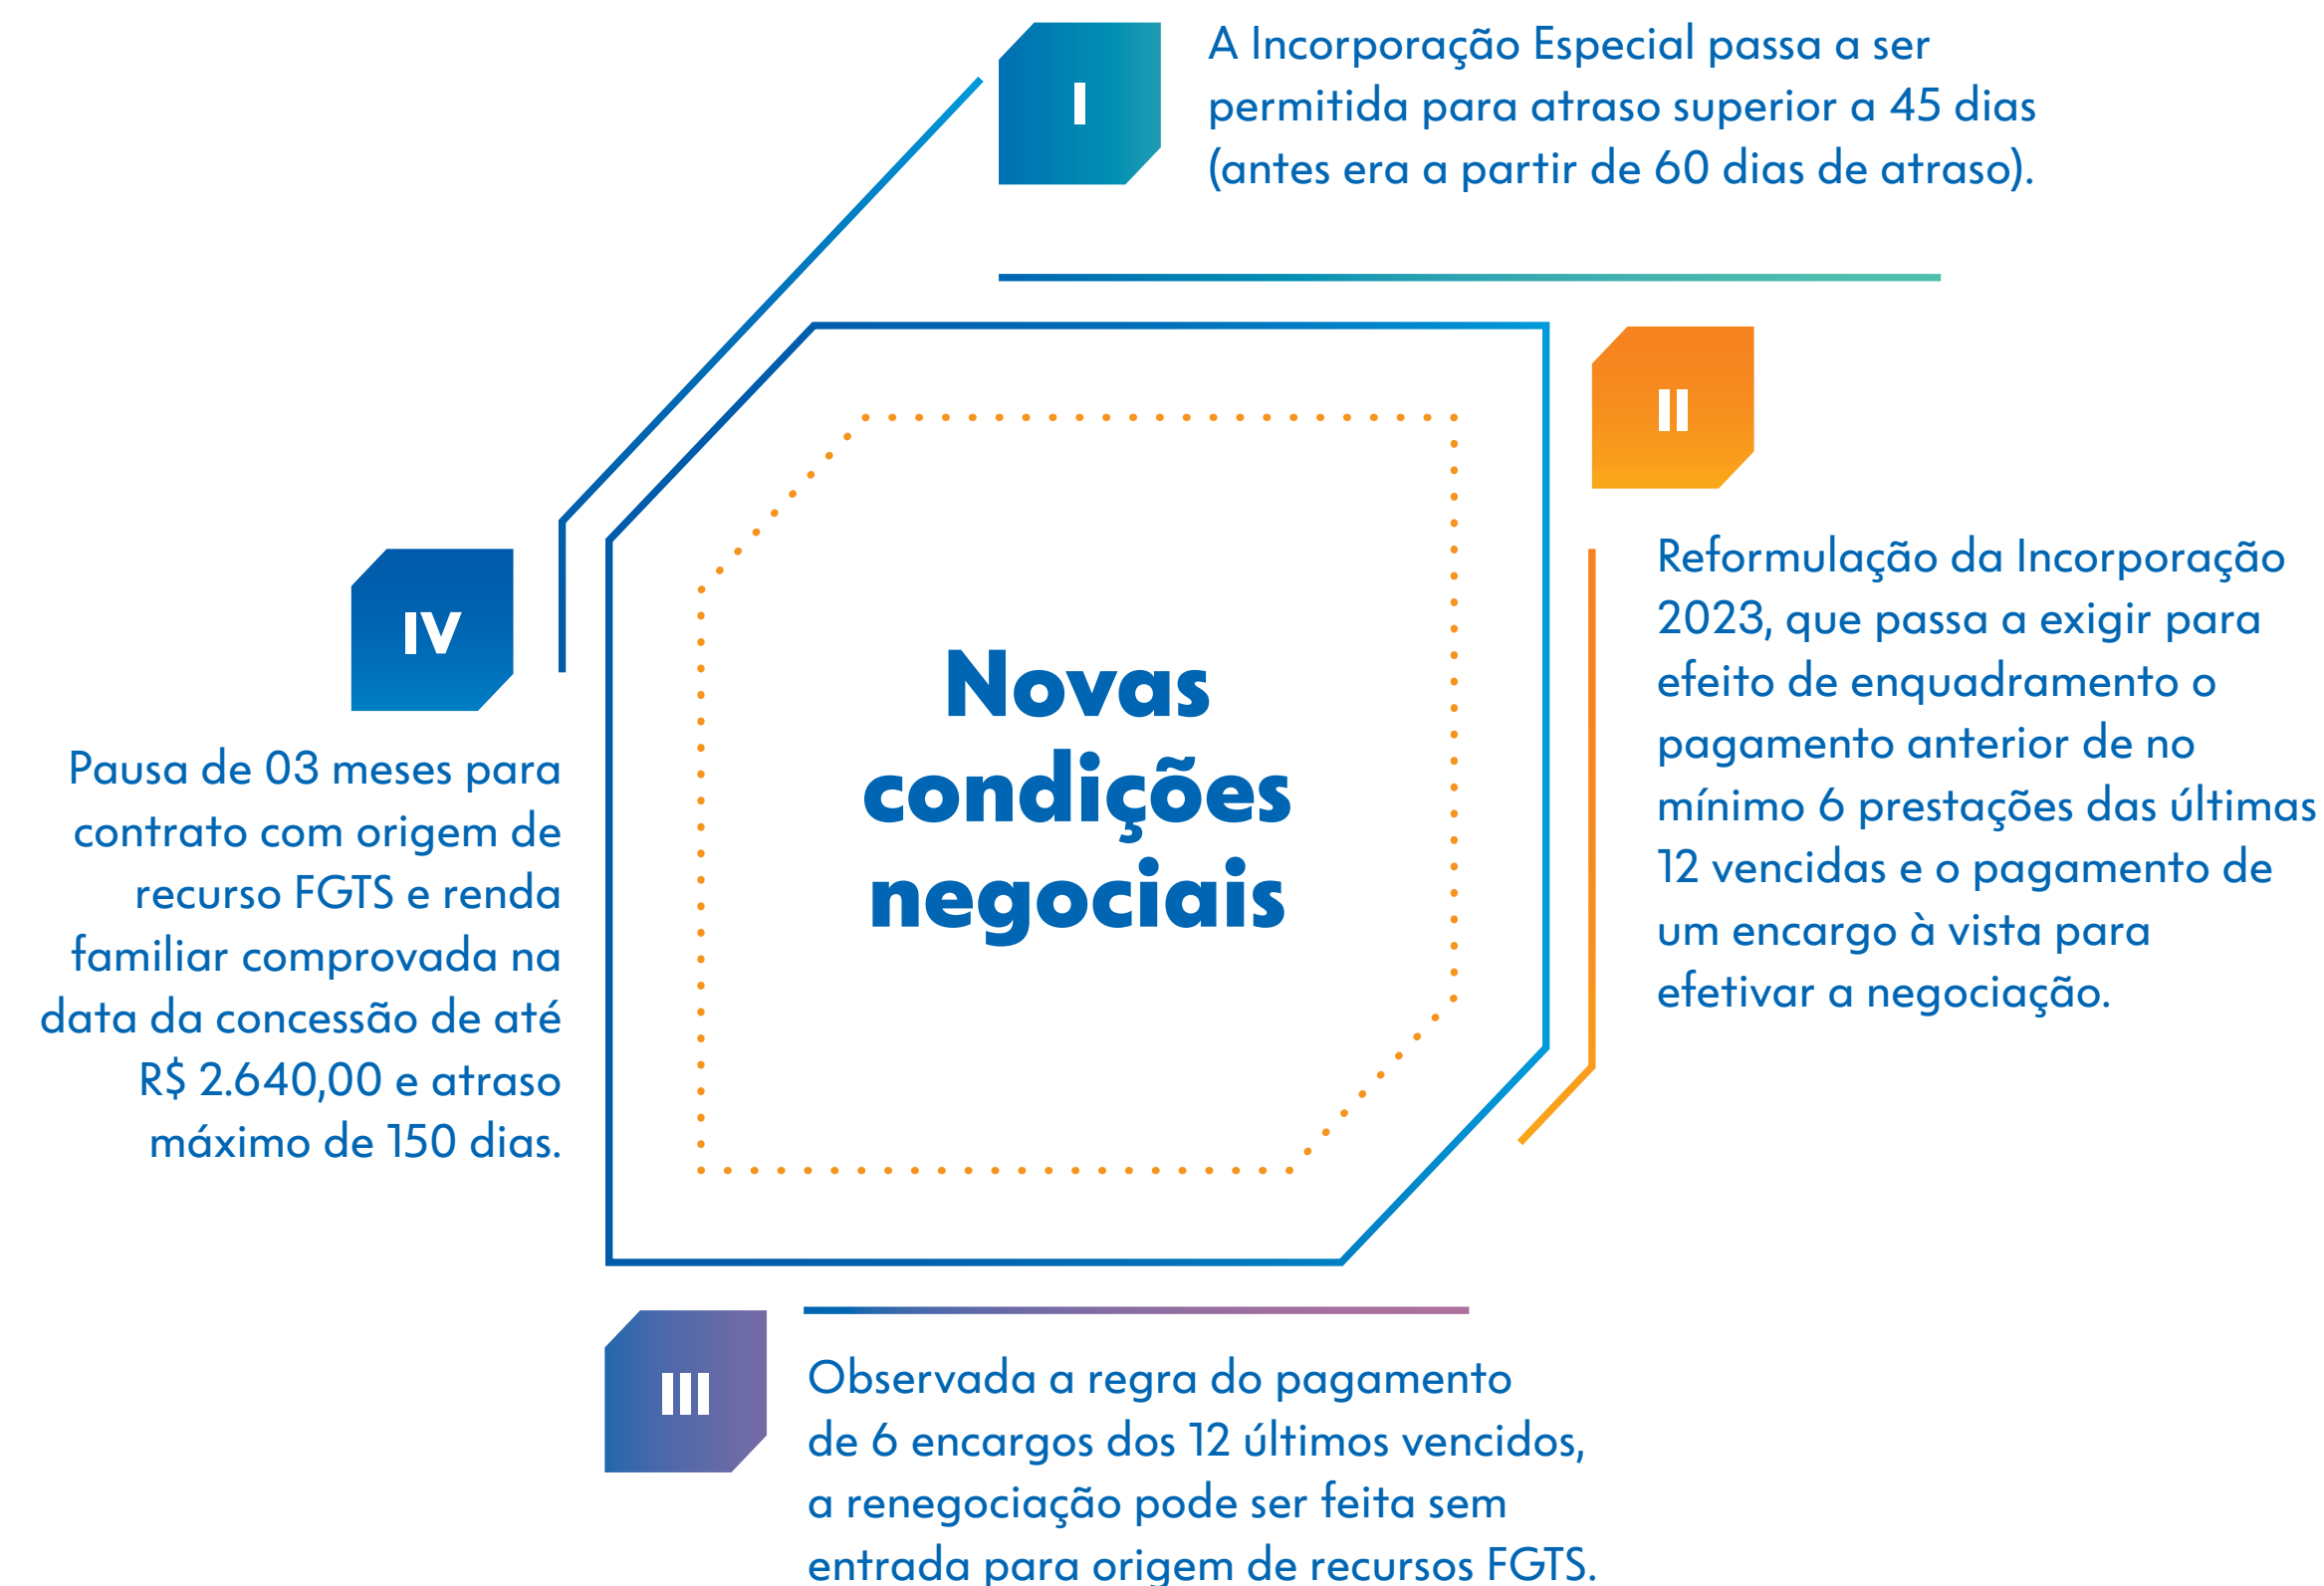 I
A Incorporação Especial passa a ser
permitida para atraso superior a 45 dias
(antes era a partir de 60 dias de atraso).
II
Reformulação da Incorporação
2023, que passa a exigir para
efeito de enquadramento o
pagamento anterior de no
mínimo 6 prestações das últimas
12 vencidas e o pagamento de
um encargo à vista para
efetivar a negociação.
Novas
condições
negociais
III
Observada a regra do pagamento
de 6 encargos dos 12 últimos vencidos,
a renegociação pode ser feita sem
entrada para origem de recursos FGTS.
IV
Pausa de 03 meses para
contrato com origem de
recurso FGTS e renda
familiar comprovada na
data da concessão de até
R$ 2.640,00 e atraso
máximo de 150 dias.